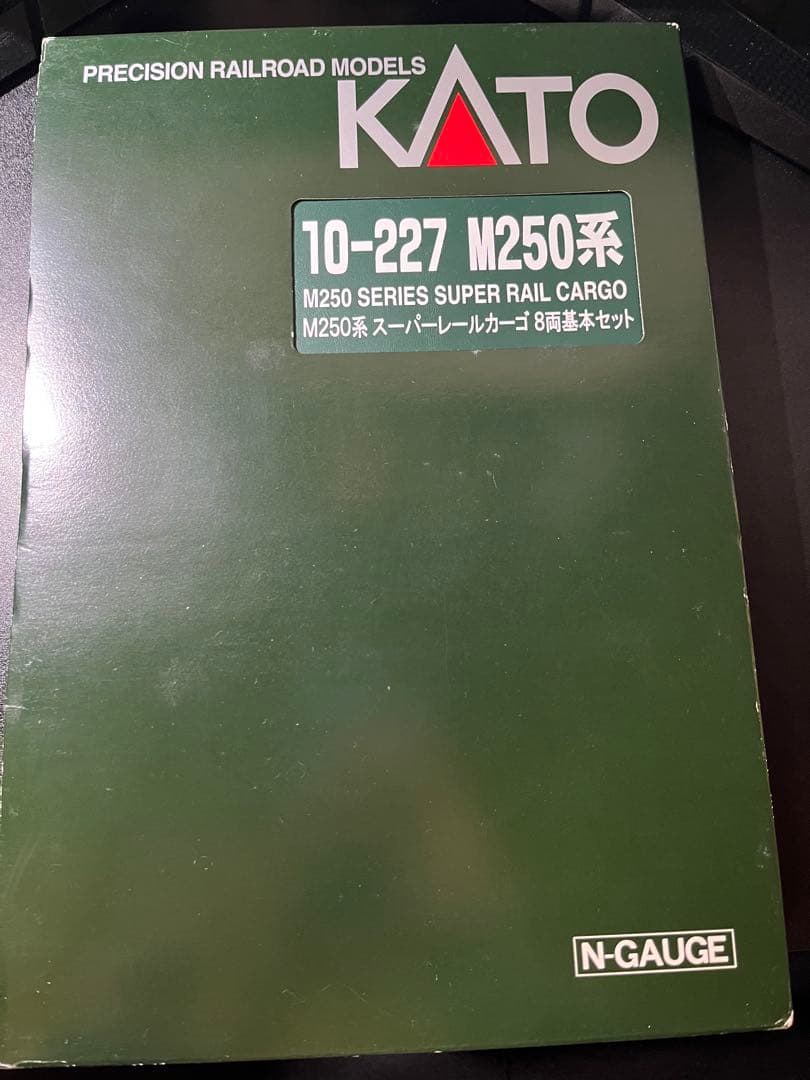 PRECISION RAILROAD MODELS
KATO
10-227 M250系
M250 SERIES SUPER RAIL CARGO
M250系 スーパーレールカーゴ 8両基本セット
N-GAUGE